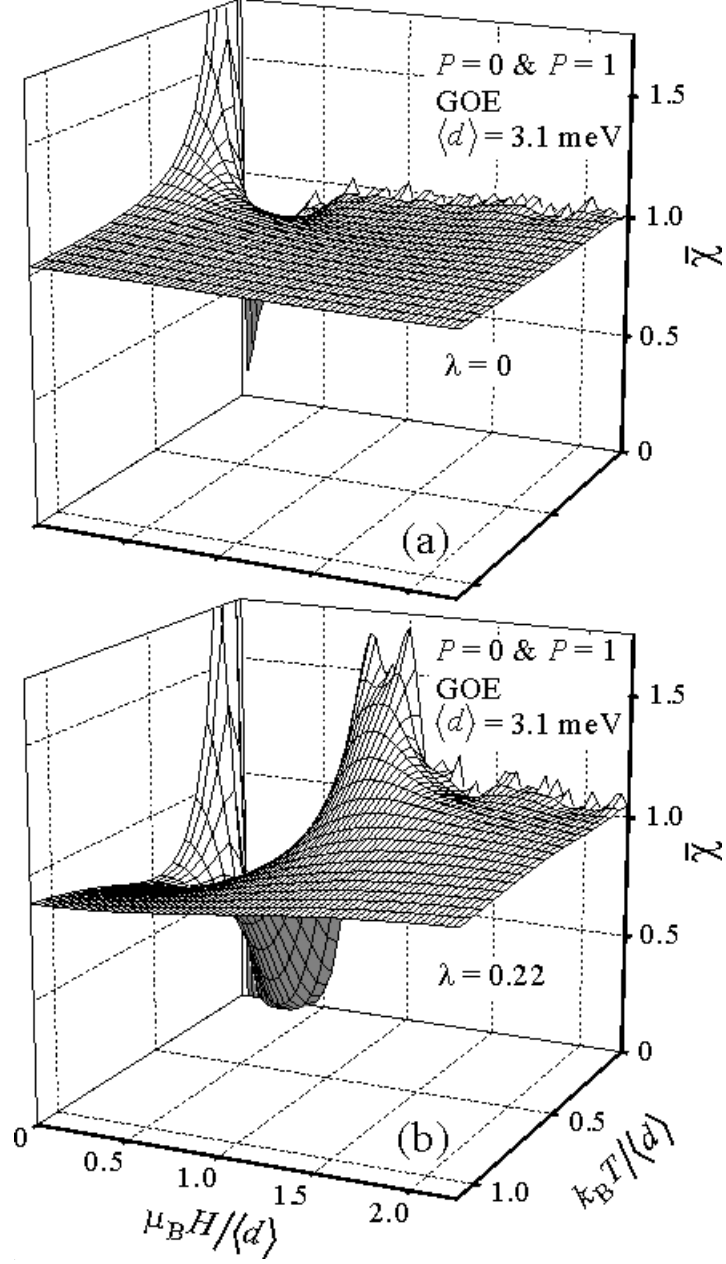 P = 0 & P = 1
GOE
⟨d⟩ = 3.1 meV
1.5
1.0
χ̄
0.5
λ = 0
0
(a)
P = 0 & P = 1
GOE
⟨d⟩ = 3.1 meV
1.5
1.0
χ̄
0.5
λ = 0.22
0
(b)
0
0.5
1.0
1.5
2.0
μ_B H/⟨d⟩
0.5
1.0
k_B T/⟨d⟩